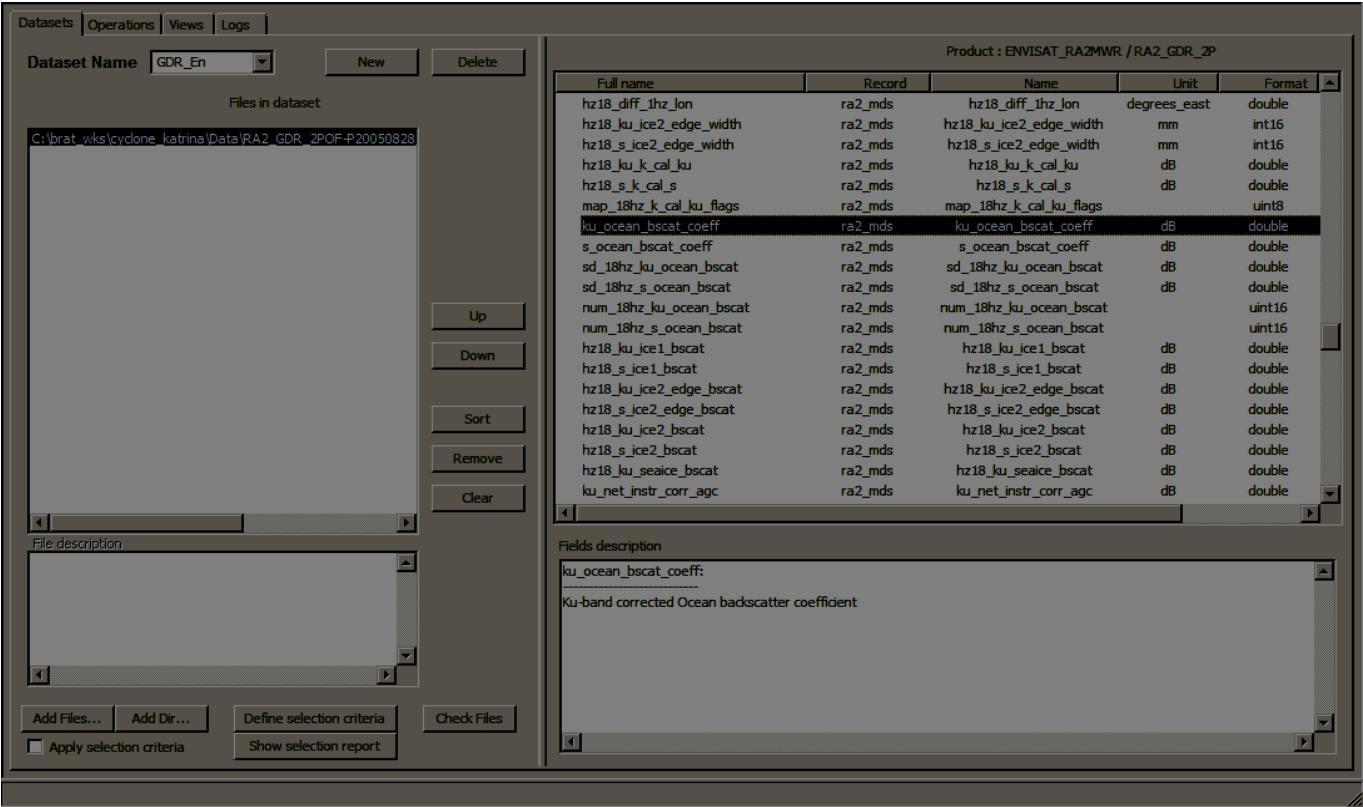 Datasets Operations Views Logs
Dataset Name GDR_En New Delete
Files in dataset
C:\brat_wks\cyclone_katrina\Data\RA2_GDR_2POF-P20050828
Up
Down
Sort
Remove
Clear
File description
Add Files... Add Dir... Define selection criteria Check Files
Apply selection criteria Show selection report
Product : ENVISAT_RA2MWR / RA2_GDR_2P
Full name Record Name Unit Format
hz18_diff_1hz_lon ra2_mds hz18_diff_1hz_lon degrees_east double
hz18_ku_ice2_edge_width ra2_mds hz18_ku_ice2_edge_width mm int16
hz18_s_ice2_edge_width ra2_mds hz18_s_ice2_edge_width mm int16
hz18_ku_k_cal_ku ra2_mds hz18_ku_k_cal_ku dB double
hz18_s_k_cal_s ra2_mds hz18_s_k_cal_s dB double
map_18hz_k_cal_ku_flags ra2_mds map_18hz_k_cal_ku_flags uint8
ku_ocean_bscat_coeff ra2_mds ku_ocean_bscat_coeff dB double
s_ocean_bscat_coeff ra2_mds s_ocean_bscat_coeff dB double
sd_18hz_ku_ocean_bscat ra2_mds sd_18hz_ku_ocean_bscat dB double
sd_18hz_s_ocean_bscat ra2_mds sd_18hz_s_ocean_bscat dB double
num_18hz_ku_ocean_bscat ra2_mds num_18hz_ku_ocean_bscat uint16
num_18hz_s_ocean_bscat ra2_mds num_18hz_s_ocean_bscat uint16
hz18_ku_ice1_bscat ra2_mds hz18_ku_ice1_bscat dB double
hz18_s_ice1_bscat ra2_mds hz18_s_ice1_bscat dB double
hz18_ku_ice2_edge_bscat ra2_mds hz18_ku_ice2_edge_bscat dB double
hz18_s_ice2_edge_bscat ra2_mds hz18_s_ice2_edge_bscat dB double
hz18_ku_ice2_bscat ra2_mds hz18_ku_ice2_bscat dB double
hz18_s_ice2_bscat ra2_mds hz18_s_ice2_bscat dB double
hz18_ku_seaice_bscat ra2_mds hz18_ku_seaice_bscat dB double
ku_net_instr_corr_agc ra2_mds ku_net_instr_corr_agc dB double
Fields description
ku_ocean_bscat_coeff:
----------------------------
Ku-band corrected Ocean backscatter coefficient